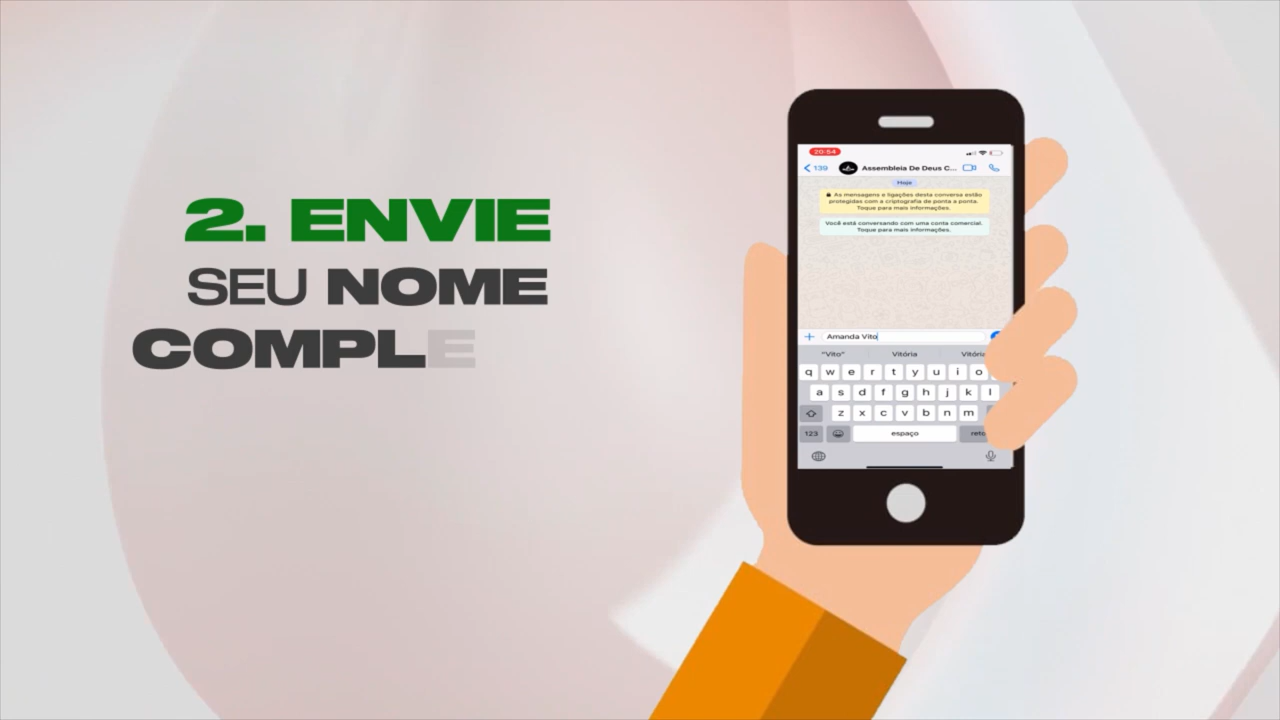 2. ENVIE
SEU NOME
COMPLE
20:54
139
Assembleia De Deus C...
Hoje
As mensagens e ligações desta conversa estão
protegidas com a criptografia de ponta a ponta.
Toque para mais informações.
Você está conversando com uma conta comercial.
Toque para mais informações.
Amanda Vito
"Vito" Vitória Vitória
q w e r t y u i o
a s d f g h j k l
z x c v b n m
123 espaço reto